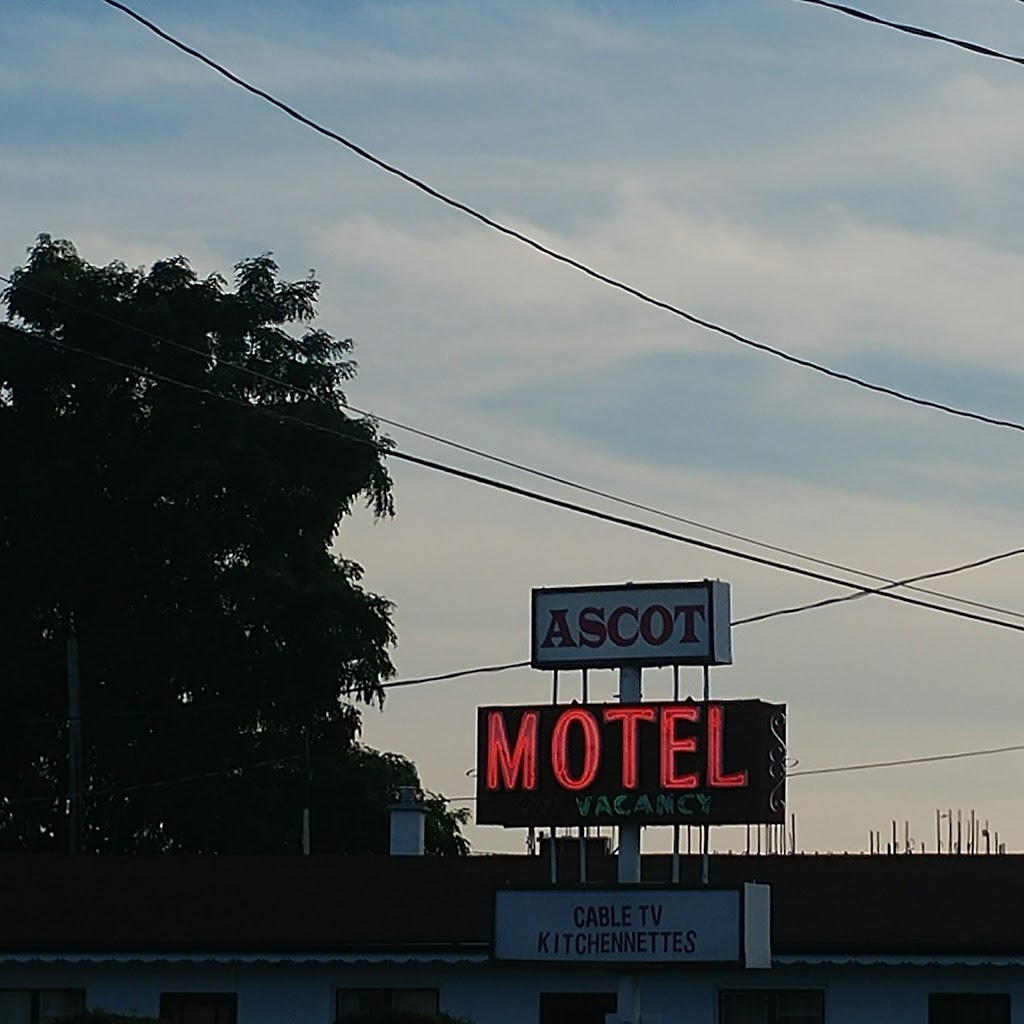 ASCOT
MOTEL
VACANCY
CABLE TV
KITCHENNETTES